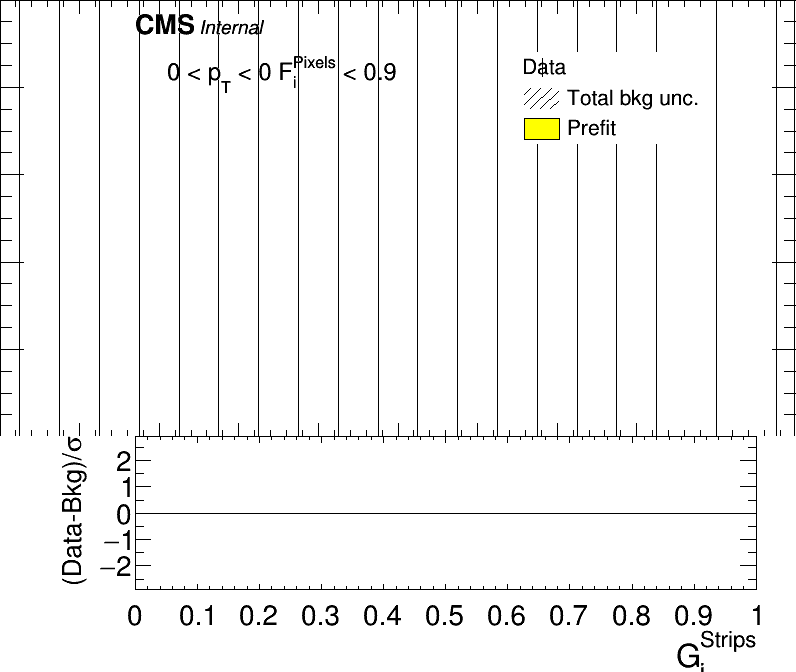 CMS Internal
0 < p_T < 0 F_i^Pixels < 0.9
Data
Total bkg unc.
Prefit
(Data-Bkg)/σ
2
1
0
−1
−2
0 0.1 0.2 0.3 0.4 0.5 0.6 0.7 0.8 0.9 1
G_i^Strips